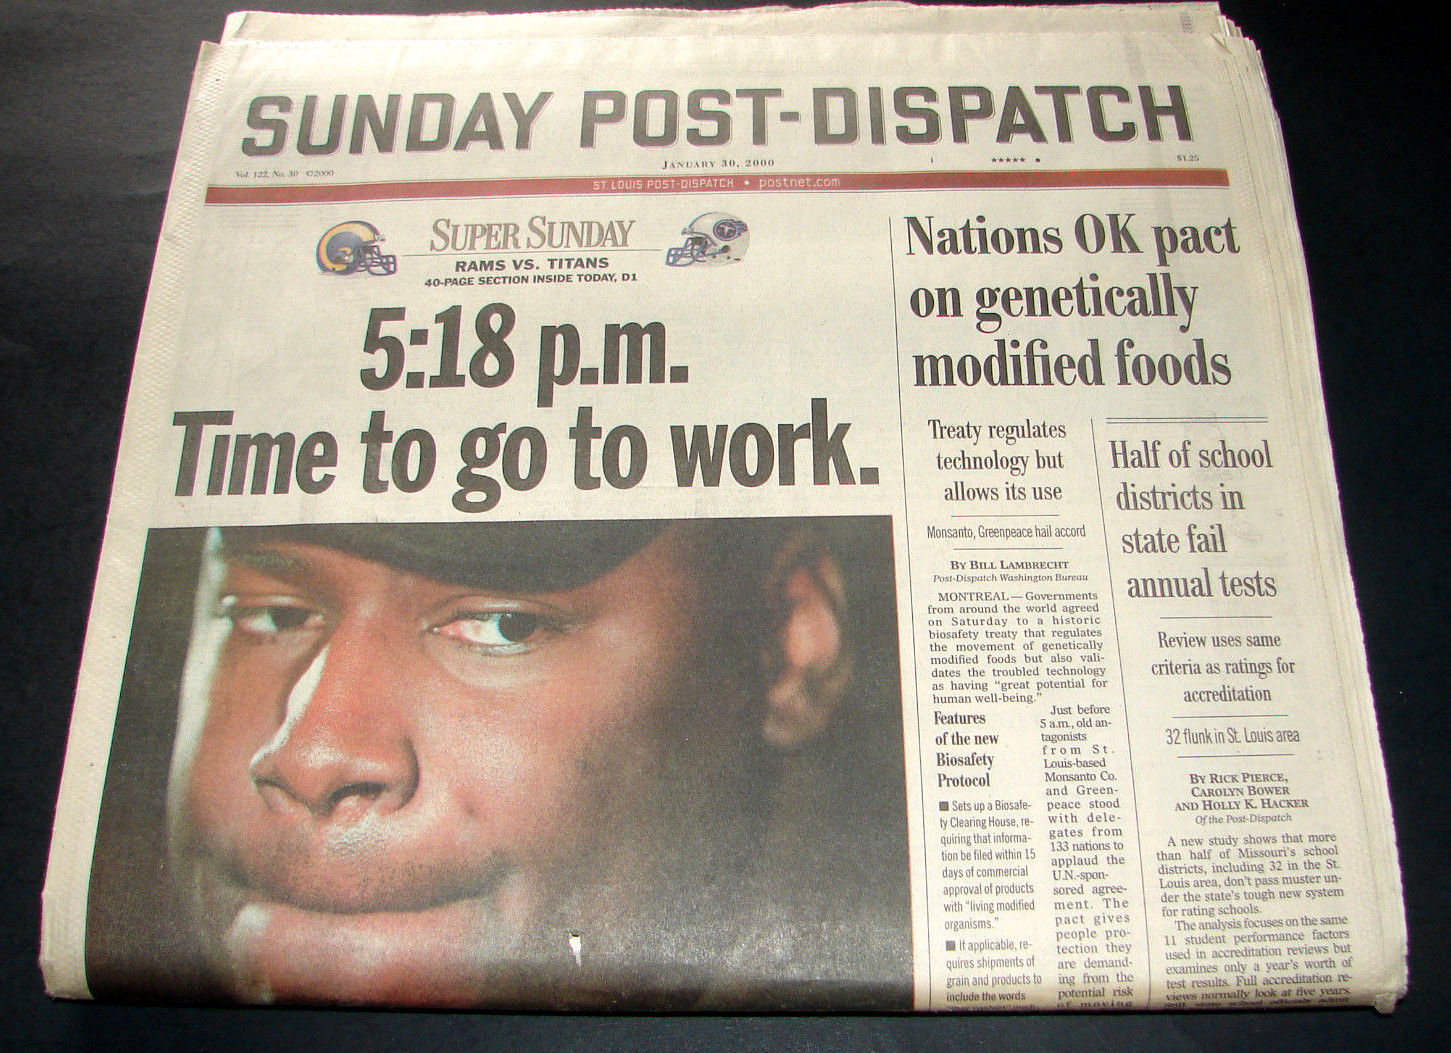 SUNDAY POST-DISPATCH
JANUARY 30, 2000
Vol. 122, No. 30 ©2000
1
***** •
$1.25
ST. LOUIS POST-DISPATCH • postnet.com
SUPER SUNDAY
RAMS VS. TITANS
40-PAGE SECTION INSIDE TODAY, D1
5:18 p.m.
Time to go to work.
Nations OK pact
on genetically
modified foods
Treaty regulates
technology but
allows its use
Monsanto, Greenpeace hail accord
BY BILL LAMBRECHT
Post-Dispatch Washington Bureau
MONTREAL — Governments
from around the world agreed
on Saturday to a historic
biosafety treaty that regulates
the movement of genetically
modified foods but also vali-
dates the troubled technology
as having "great potential for
human well-being."
Features
of the new
Biosafety
Protocol
■ Sets up a Biosafe-
ty Clearing House, re-
quiring that informa-
tion be filed within 15
days of commercial
approval of products
with "living modified
organisms."
■ If applicable, re-
quires shipments of
grain and products to
include the words
Just before
5 a.m., old an-
tagonists
from St.
Louis-based
Monsanto Co.
and Green-
peace stood
with dele-
gates from
133 nations to
applaud the
U.N.-spon-
sored agree-
ment. The
pact gives
people pro-
tection they
are demand-
ing from the
potential risk
of moving
Half of school
districts in
state fail
annual tests
Review uses same
criteria as ratings for
accreditation
32 flunk in St. Louis area
BY RICK PIERCE,
CAROLYN BOWER
AND HOLLY K. HACKER
Of the Post-Dispatch
A new study shows that more
than half of Missouri's school
districts, including 32 in the St.
Louis area, don't pass muster un-
der the state's tough new system
for rating schools.
The analysis focuses on the same
11 student performance factors
used in accreditation reviews but
examines only a year's worth of
test results. Full accreditation re-
views normally look at five years.